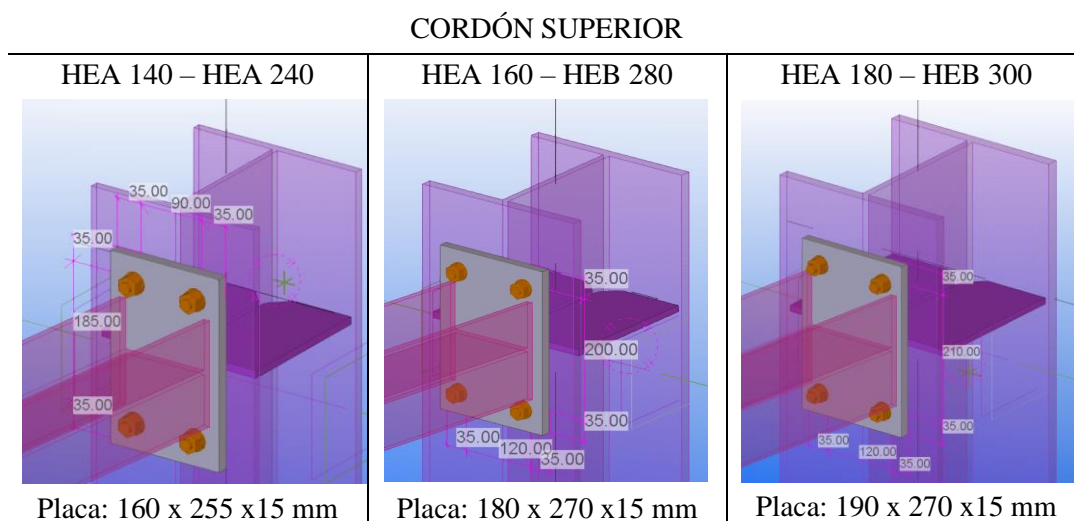 CORDÓN SUPERIOR
HEA 140 – HEA 240
HEA 160 – HEB 280
HEA 180 – HEB 300
35.00
90.00
35.00
35.00
185.00
35.00
35.00
200.00
35.00
35.00
120.00
35.00
35.00
210.00
35.00
35.00
120.00
35.00
Placa: 160 x 255 x15 mm
Placa: 180 x 270 x15 mm
Placa: 190 x 270 x15 mm